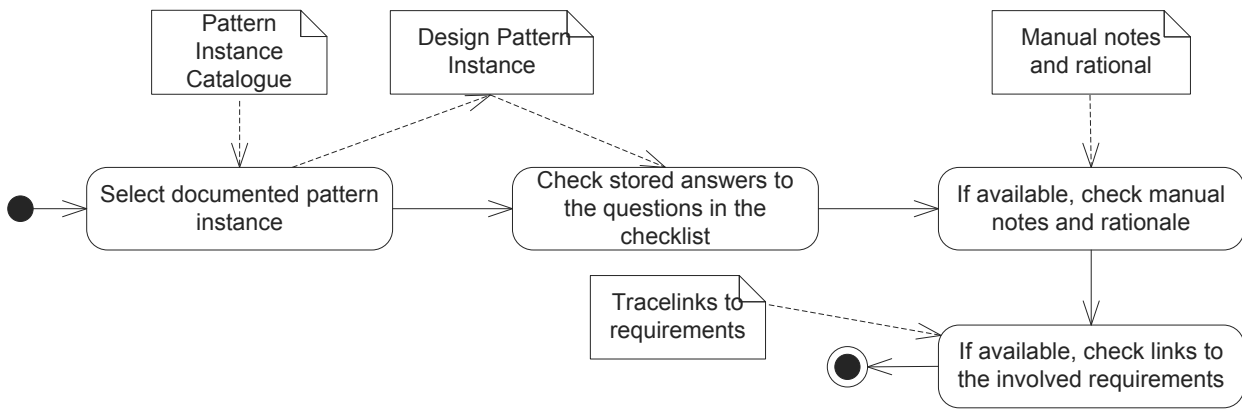 Pattern
Instance
Catalogue
Design Pattern
Instance
Manual notes
and rational
Select documented pattern
instance
Check stored answers to
the questions in the
checklist
If available, check manual
notes and rationale
Tracelinks to
requirements
If available, check links to
the involved requirements